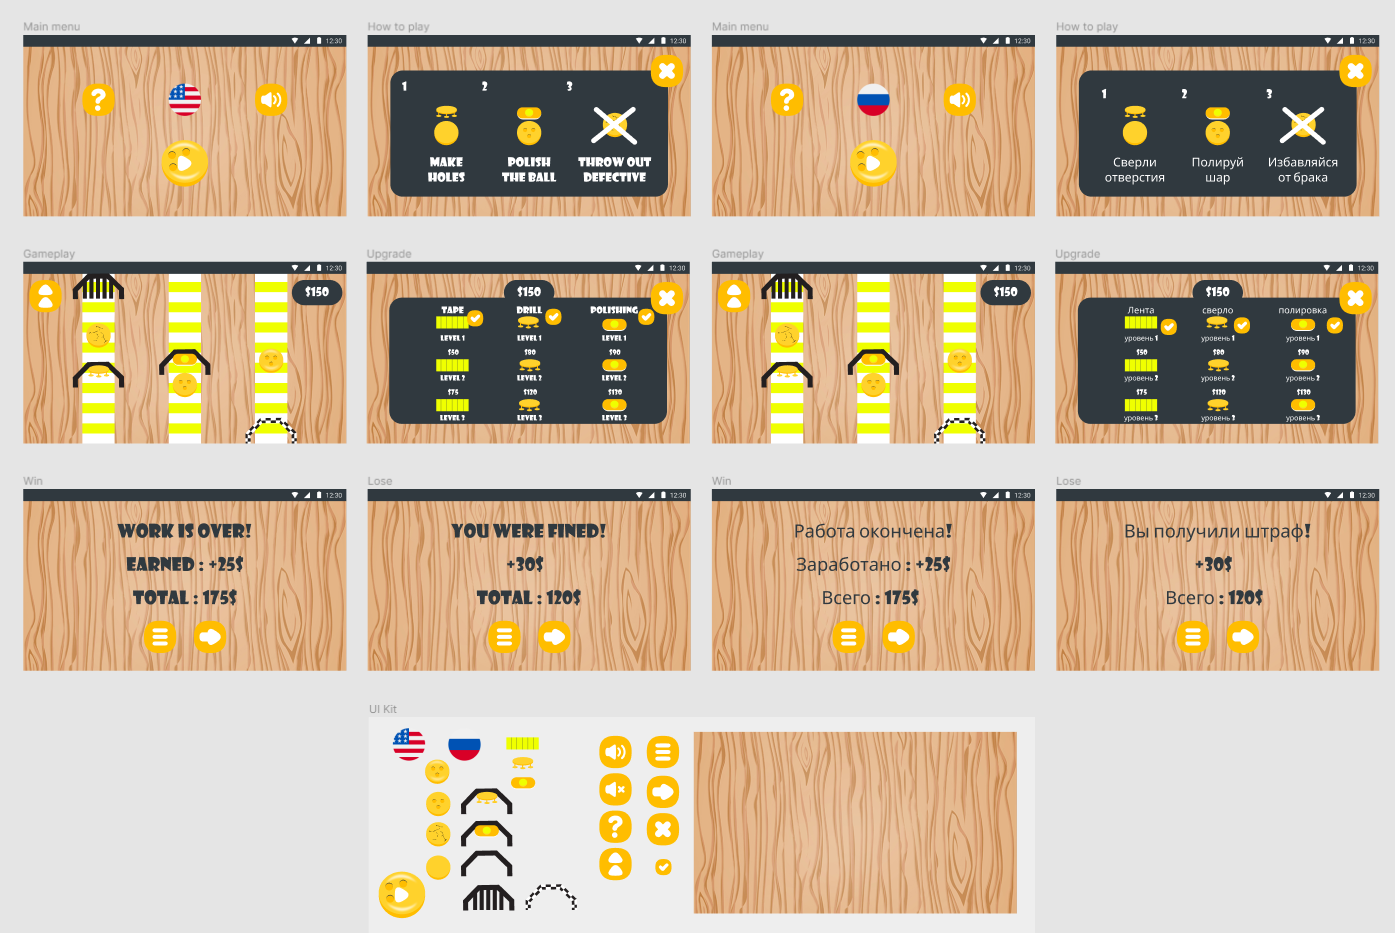 Main menu
12:30
How to play
12:30
1
2
3
MAKE
HOLES
POLISH
THE BALL
THROW OUT
DEFECTIVE
Main menu
12:30
How to play
12:30
1
2
3
Сверли
отверстия
Полируй
шар
Избавляйся
от брака
Gameplay
12:30
$150
Upgrade
12:30
$150
TAPE
DRILL
POLISHING
LEVEL 1
LEVEL 1
LEVEL 1
$50
$80
$90
LEVEL 2
LEVEL 2
LEVEL 2
$75
$120
$130
LEVEL 3
LEVEL 3
LEVEL 3
Gameplay
12:30
$150
Upgrade
12:30
$150
Лента
сверло
полировка
уровень 1
уровень 1
уровень 1
$50
$80
$90
уровень 2
уровень 2
уровень 2
$75
$120
$130
уровень 3
уровень 3
уровень 3
Win
12:30
WORK IS OVER!
EARNED : +25$
TOTAL : 175$
Lose
12:30
YOU WERE FINED!
+30$
TOTAL : 120$
Win
12:30
Работа окончена!
Заработано : +25$
Всего : 175$
Lose
12:30
Вы получили штраф!
+30$
Всего : 120$
UI Kit